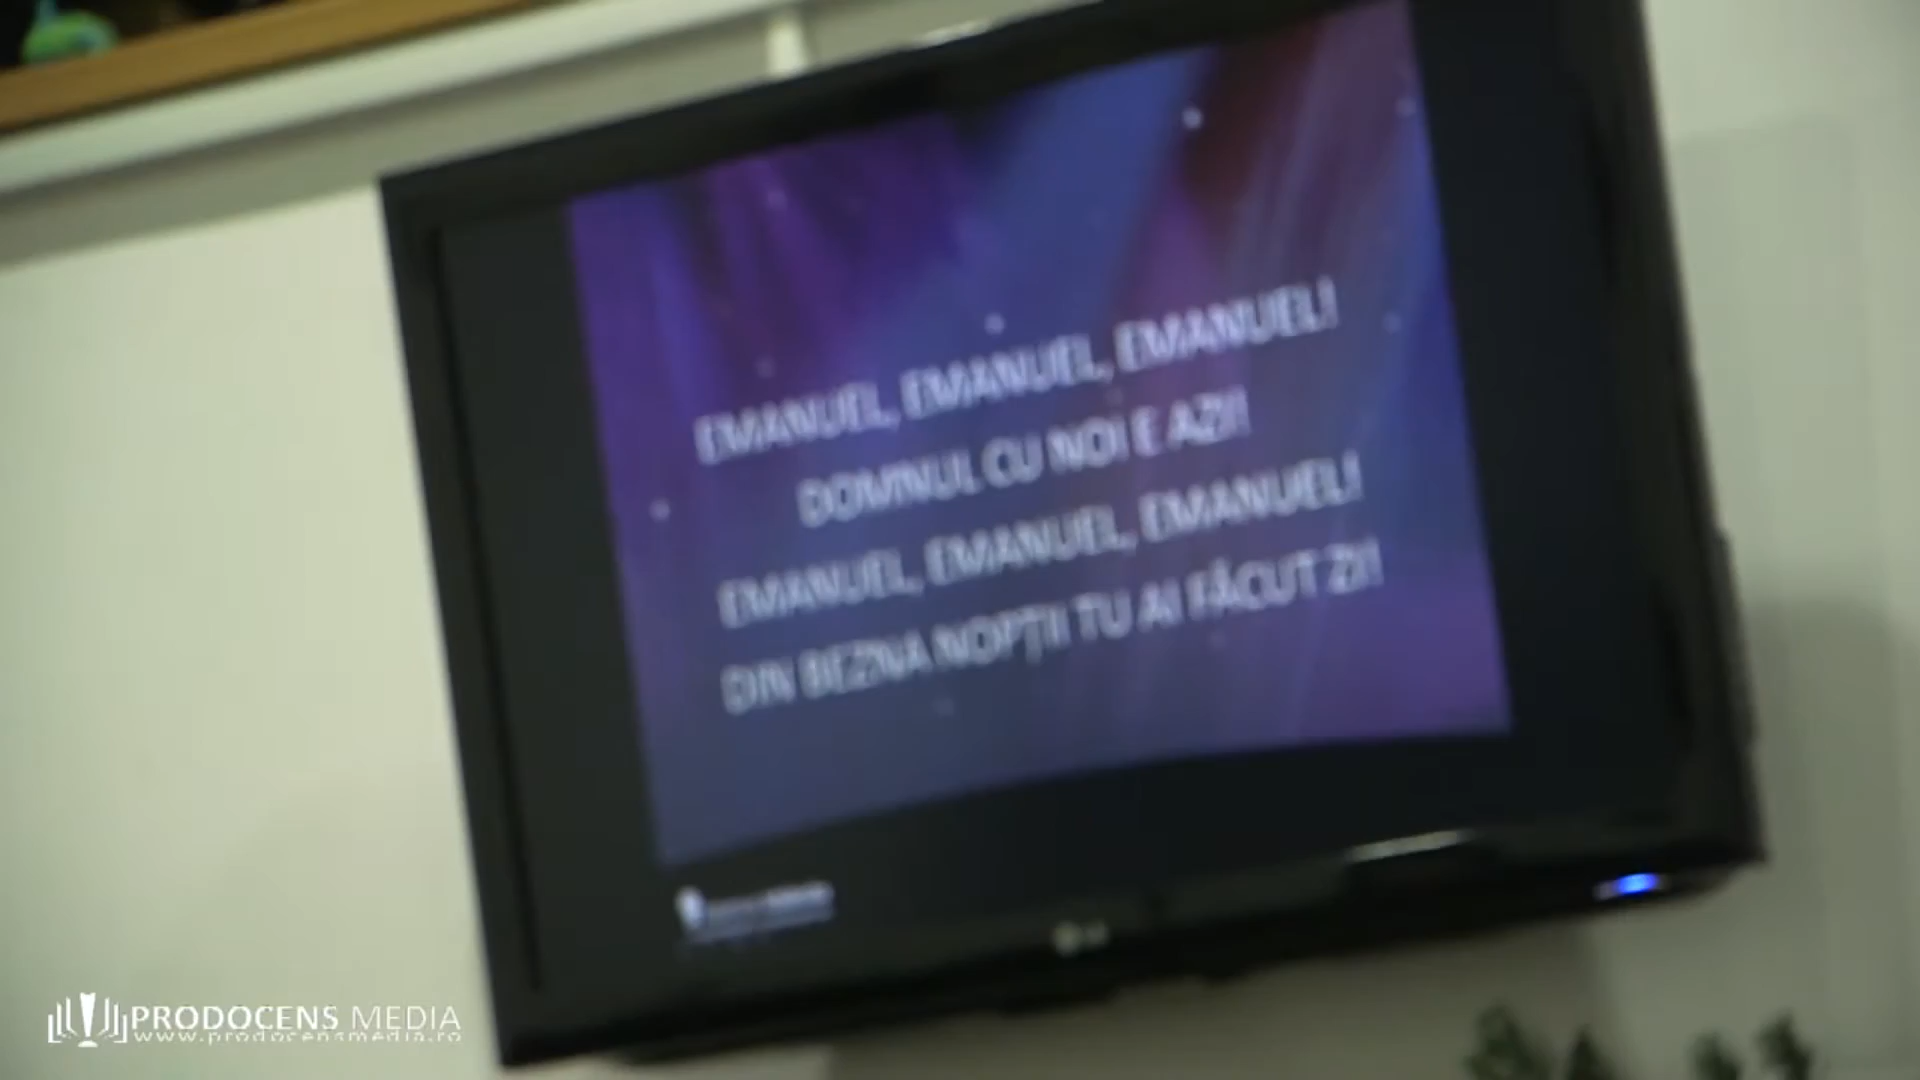 EMANUEL, EMANUEL, EMANUEL!
DOMNUL CU NOI E AZI!
EMANUEL, EMANUEL, EMANUEL!
DIN BEZNA NOPȚII TU AI FĂCUT ZI!
LG
PRODOCENS MEDIA
www.prodocensmedia.ro